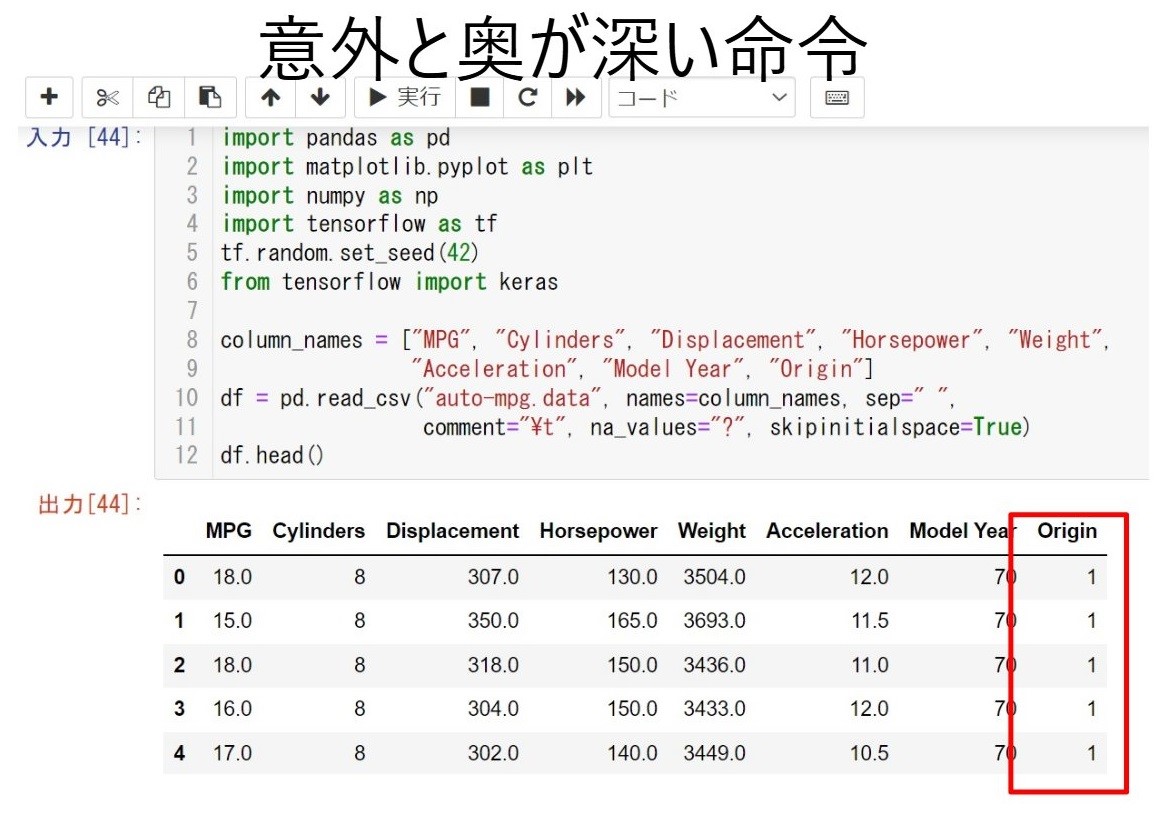 意外と奥が深い命令
実行
コード
入力 [44]:
1 import pandas as pd
2 import matplotlib.pyplot as plt
3 import numpy as np
4 import tensorflow as tf
5 tf.random.set_seed(42)
6 from tensorflow import keras
7
8 column_names = ["MPG", "Cylinders", "Displacement", "Horsepower", "Weight",
9 "Acceleration", "Model Year", "Origin"]
10 df = pd.read_csv("auto-mpg.data", names=column_names, sep=" ",
11 comment="¥t", na_values="?", skipinitialspace=True)
12 df.head()
出力[44]:
MPG Cylinders Displacement Horsepower Weight Acceleration Model Year Origin
0 18.0 8 307.0 130.0 3504.0 12.0 70 1
1 15.0 8 350.0 165.0 3693.0 11.5 70 1
2 18.0 8 318.0 150.0 3436.0 11.0 70 1
3 16.0 8 304.0 150.0 3433.0 12.0 70 1
4 17.0 8 302.0 140.0 3449.0 10.5 70 1